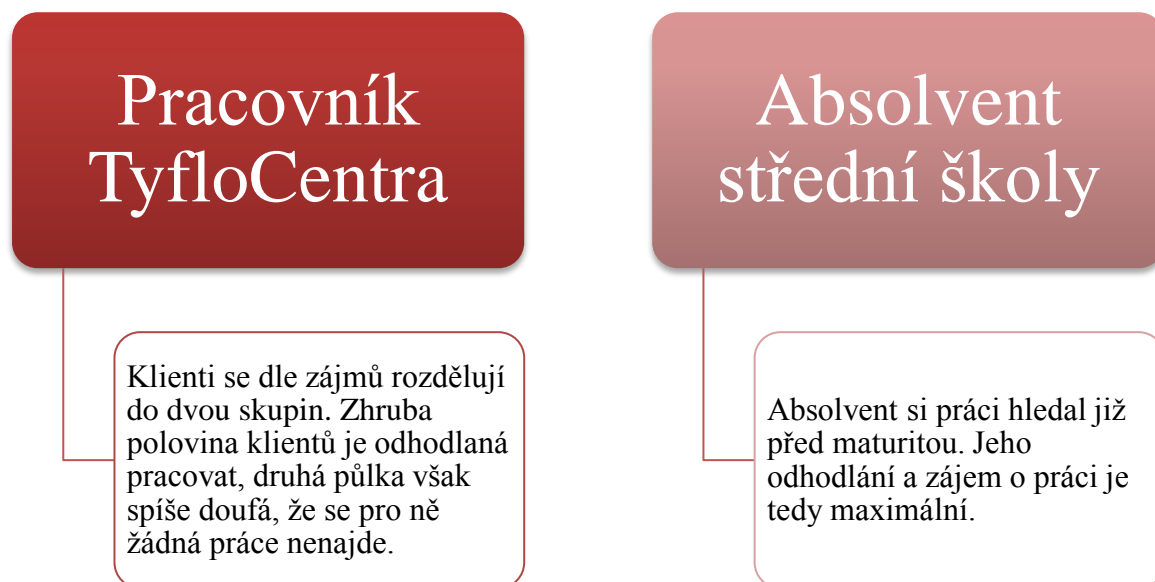 Pracovník
TyfloCentra
Klienti se dle zájmů rozdělují
do dvou skupin. Zhruba
polovina klientů je odhodlaná
pracovat, druhá půlka však
spíše doufá, že se pro ně
žádná práce nenajde.
Absolvent
střední školy
Absolvent si práci hledal již
před maturitou. Jeho
odhodlání a zájem o práci je
tedy maximální.